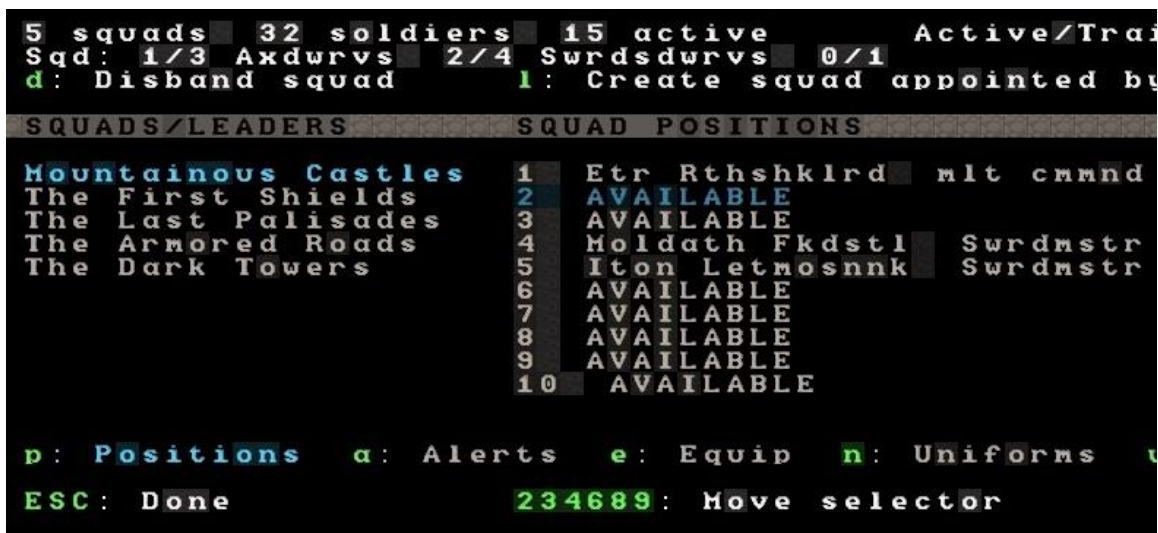 5 squads 32 soldiers 15 active Active/Trai
Sqd: 1/3 Axdwrvs 2/4 Swrdsdwrvs 0/1
d: Disband squad l: Create squad appointed by
SQUADS/LEADERS SQUAD POSITIONS
Mountainous Castles 1 Etr Rthshklrd mlt cmmnd
The First Shields 2 AVAILABLE
The Last Palisades 3 AVAILABLE
The Armored Roads 4 Moldath Fkdstl Swrdmstr
The Dark Towers 5 Iton Letmosnnk Swrdmstr
6 AVAILABLE
7 AVAILABLE
8 AVAILABLE
9 AVAILABLE
10 AVAILABLE
p: Positions a: Alerts e: Equip n: Uniforms
ESC: Done 234689: Move selector